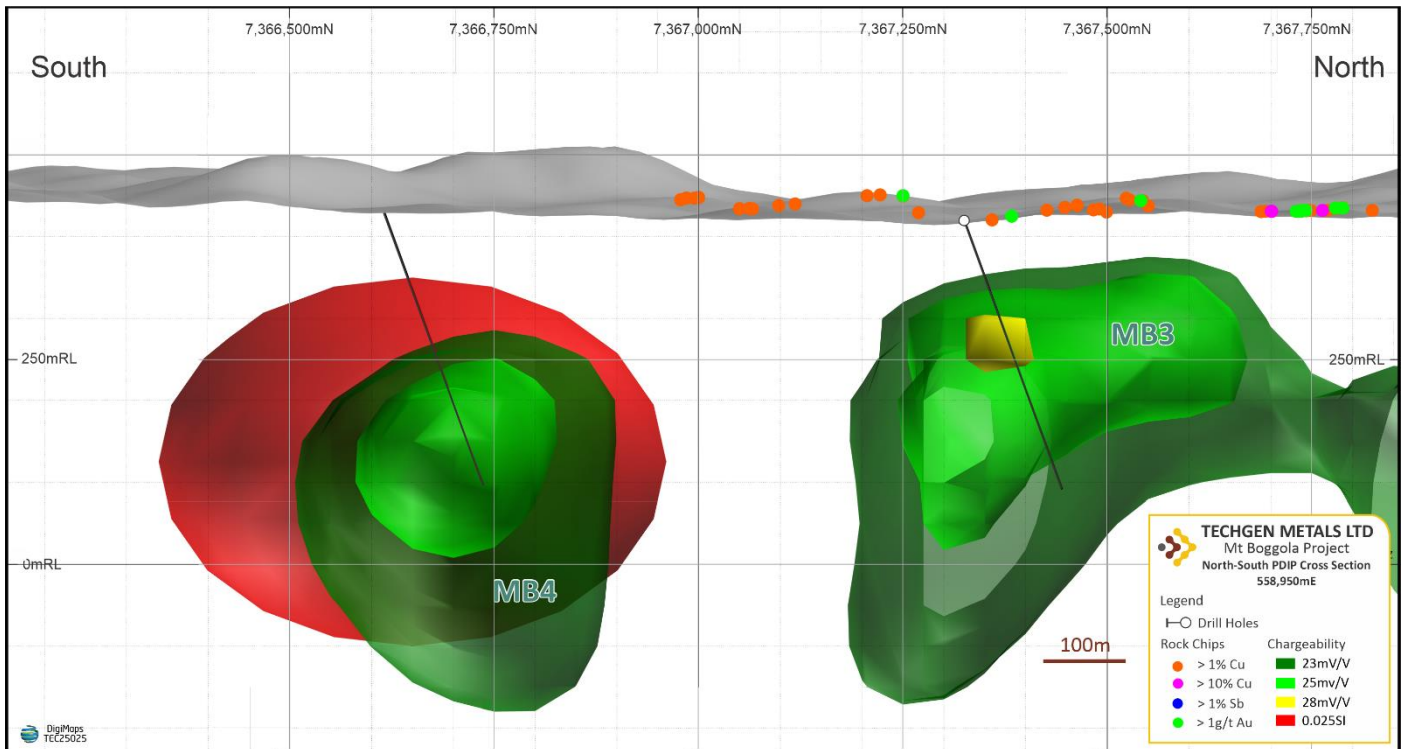 7,366,500mN
7,366,750mN
7,367,000mN
7,367,250mN
7,367,500mN
7,367,750mN
South
North
250mRL
MB3
250mRL
0mRL
MB4
100m
TECHGEN METALS LTD
Mt Boggola Project
North-South PDIP Cross Section
558,950mE
Legend
Drill Holes
Rock Chips
> 1% Cu
> 10% Cu
> 1% Sb
> 1g/t Au
Chargeability
23mV/V
25mv/V
28mV/V
0.025SI
DigiMaps
TEC25025